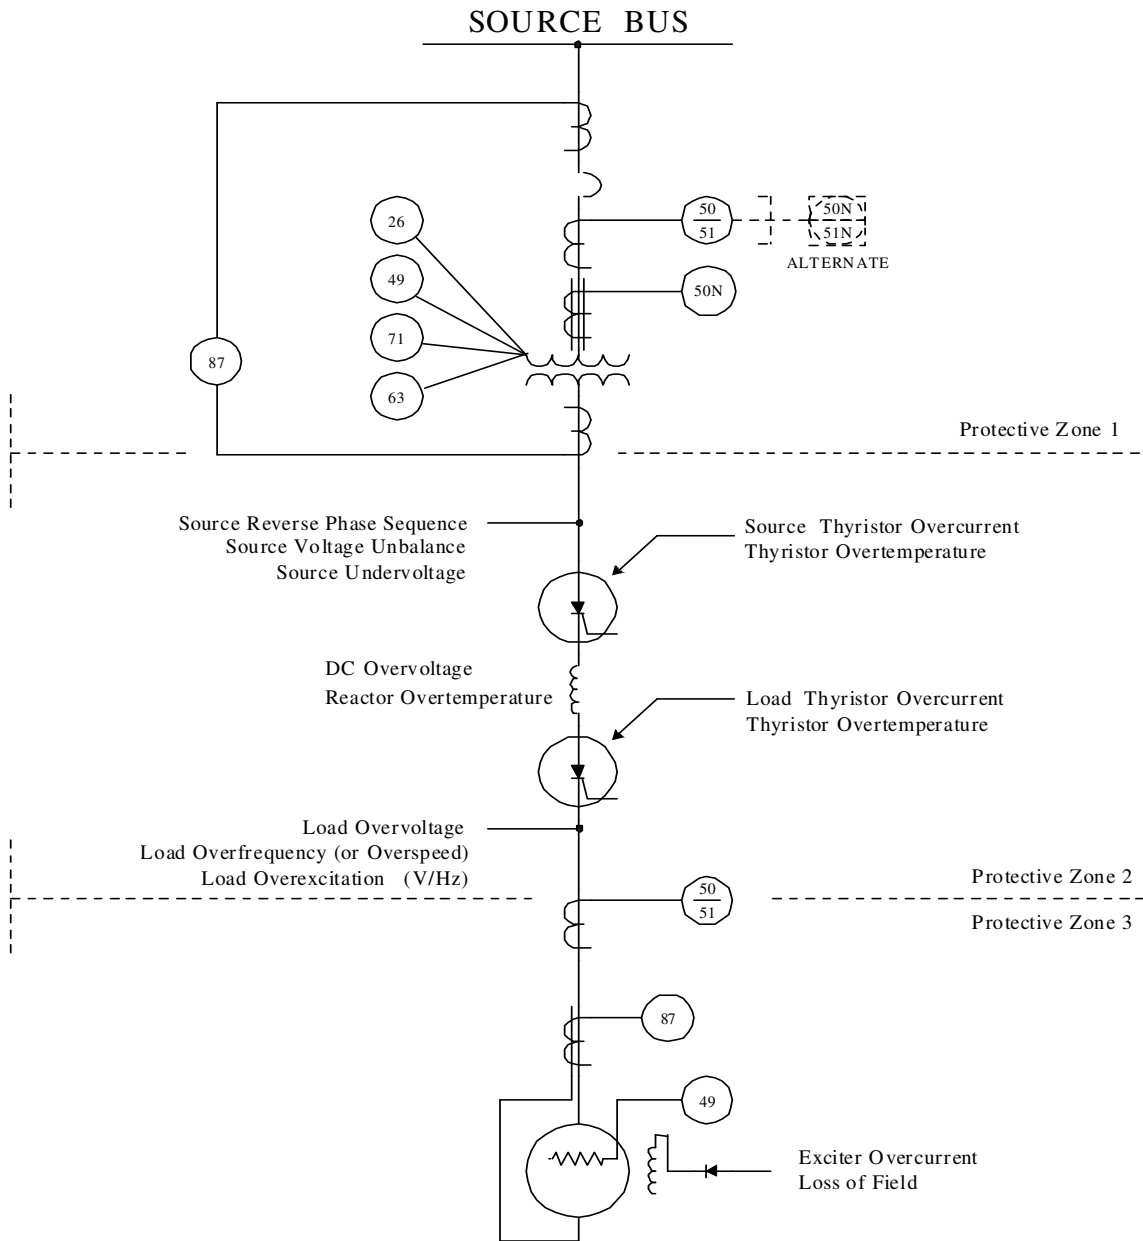 SOURCE BUS
26
50
51
50N
51N
ALTERNATE
49
50N
71
87
63
Protective Zone 1
Source Reverse Phase Sequence
Source Voltage Unbalance
Source Undervoltage
Source Thyristor Overcurrent
Thyristor Overtemperature
DC Overvoltage
Reactor Overtemperature
Load Thyristor Overcurrent
Thyristor Overtemperature
Load Overvoltage
Load Overfrequency (or Overspeed)
Load Overexcitation (V/Hz)
Protective Zone 2
50
51
Protective Zone 3
87
49
Exciter Overcurrent
Loss of Field